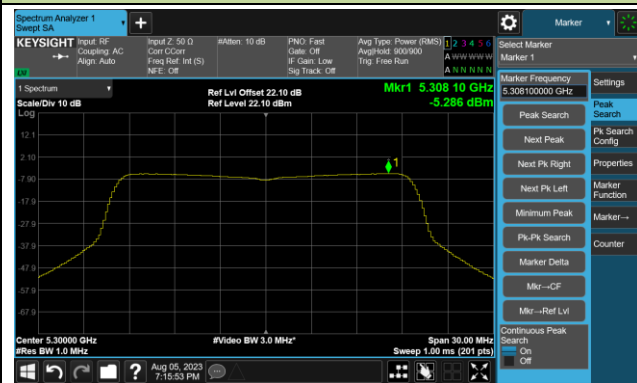 Spectrum Analyzer 1
Swept SA
Marker
KEYSIGHT
Input: RF
Coupling: AC
Align: Auto
Input Z: 50 Ω
Corr CCorr
Freq Ref: Int (S)
NFE: Off
#Atten: 10 dB
PNO: Fast
Gate: Off
IF Gain: Low
Sig Track: Off
Avg Type: Power (RMS)
Avg|Hold: 900/900
Trig: Free Run
1 2 3 4 5 6
A W W W W W
A N N N N N
LXI
Select Marker
Marker 1
1 Spectrum
Scale/Div 10 dB
Log
Ref Lvl Offset 22.10 dB
Ref Level 22.10 dBm
Mkr1 5.308 10 GHz
-5.286 dBm
12.1
2.10
-7.90
-17.9
-27.9
-37.9
-47.9
-57.9
-67.9
1
Center 5.30000 GHz
#Res BW 1.0 MHz
#Video BW 3.0 MHz*
Span 30.00 MHz
Sweep 1.00 ms (201 pts)
Marker Frequency
5.308100000 GHz
Peak Search
Next Peak
Next Pk Right
Next Pk Left
Minimum Peak
Pk-Pk Search
Marker Delta
Mkr→CF
Mkr→Ref Lvl
Continuous Peak
Search
On
Off
Settings
Peak
Search
Pk Search
Config
Properties
Marker
Function
Marker→
Counter
Aug 05, 2023
7:15:53 PM